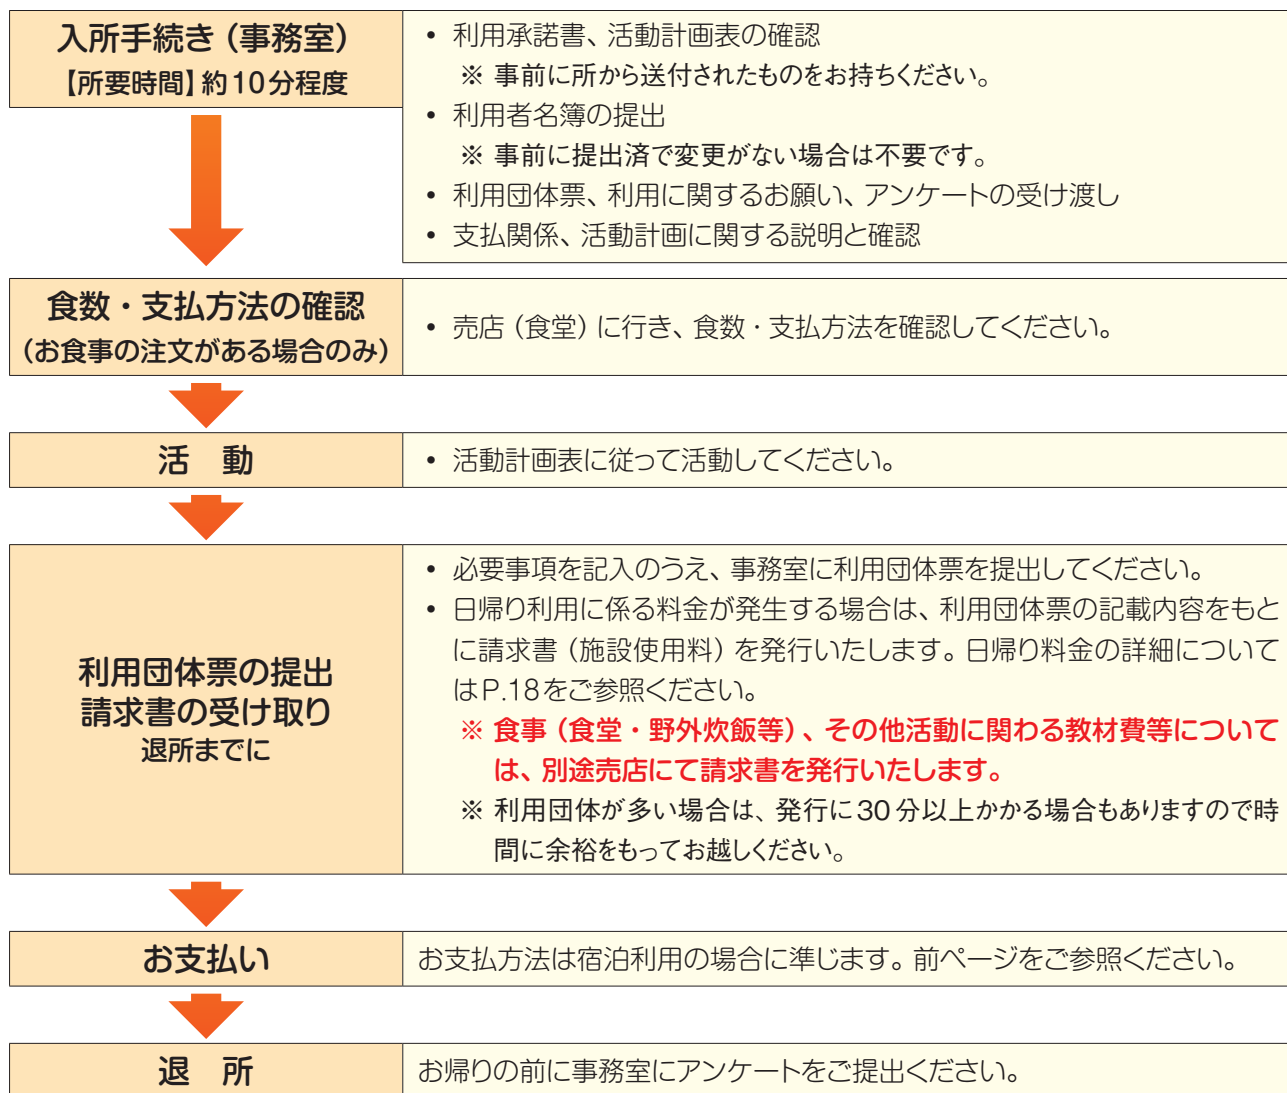 入所手続き（事務室）
【所要時間】約10分程度
• 利用承諾書、活動計画表の確認
※ 事前に所から送付されたものをお持ちください。
• 利用者名簿の提出
※ 事前に提出済で変更がない場合は不要です。
• 利用団体票、利用に関するお願い、アンケートの受け渡し
• 支払関係、活動計画に関する説明と確認
食数・支払方法の確認
（お食事の注文がある場合のみ）
• 売店（食堂）に行き、食数・支払方法を確認してください。
活　動
• 活動計画表に従って活動してください。
利用団体票の提出
請求書の受け取り
退所までに
• 必要事項を記入のうえ、事務室に利用団体票を提出してください。
• 日帰り利用に係る料金が発生する場合は、利用団体票の記載内容をもと
に請求書（施設使用料）を発行いたします。日帰り料金の詳細について
はP.18をご参照ください。
※ 食事（食堂・野外炊飯等）、その他活動に関わる教材費等について
は、別途売店にて請求書を発行いたします。
※ 利用団体が多い場合は、発行に30分以上かかる場合もありますので時
間に余裕をもってお越しください。
お支払い
お支払方法は宿泊利用の場合に準じます。前ページをご参照ください。
退　所
お帰りの前に事務室にアンケートをご提出ください。